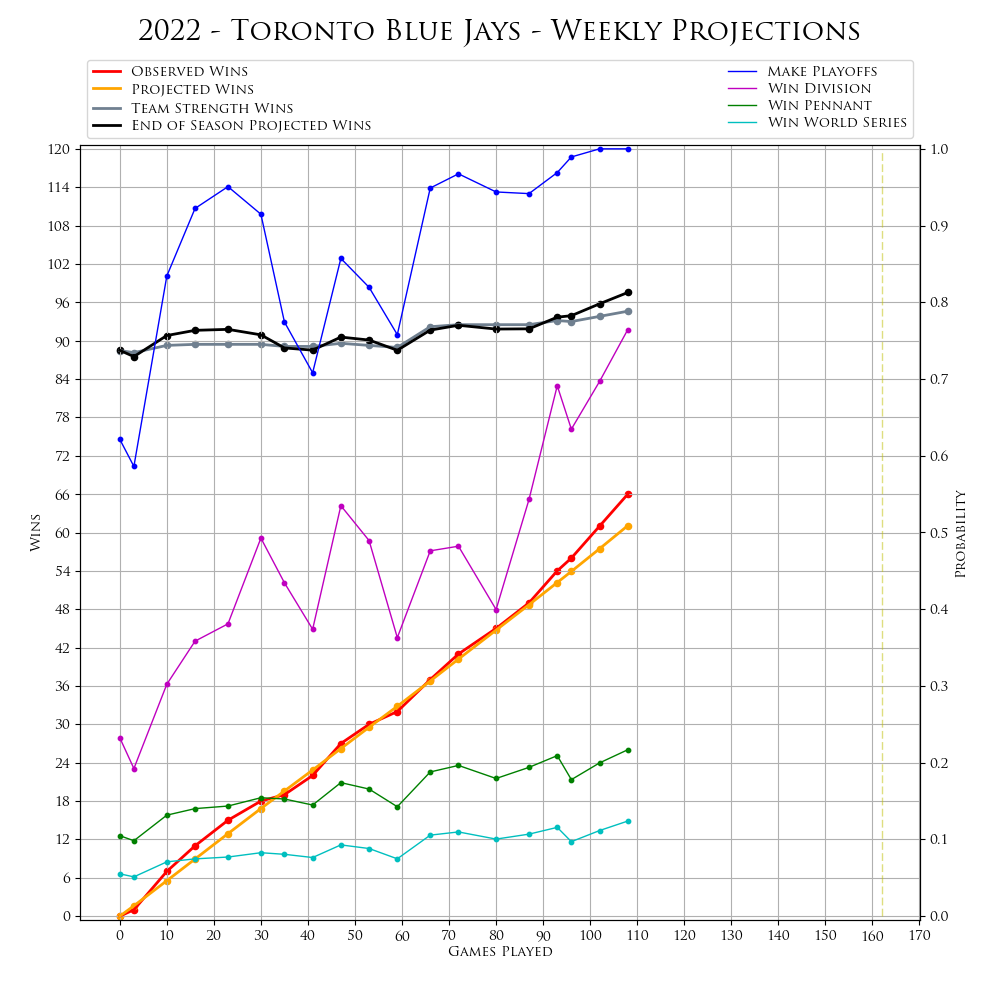 2022 - Toronto Blue Jays - Weekly Projections
Observed Wins
Projected Wins
Team Strength Wins
End of Season Projected Wins
Make Playoffs
Win Division
Win Pennant
Win World Series
120
114
108
102
96
90
84
78
72
66
60
54
48
42
36
30
24
18
12
6
0
Wins
1.0
0.9
0.8
0.7
0.6
0.5
0.4
0.3
0.2
0.1
0.0
Probability
0 10 20 30 40 50 60 70 80 90 100 110 120 130 140 150 160 170
Games Played